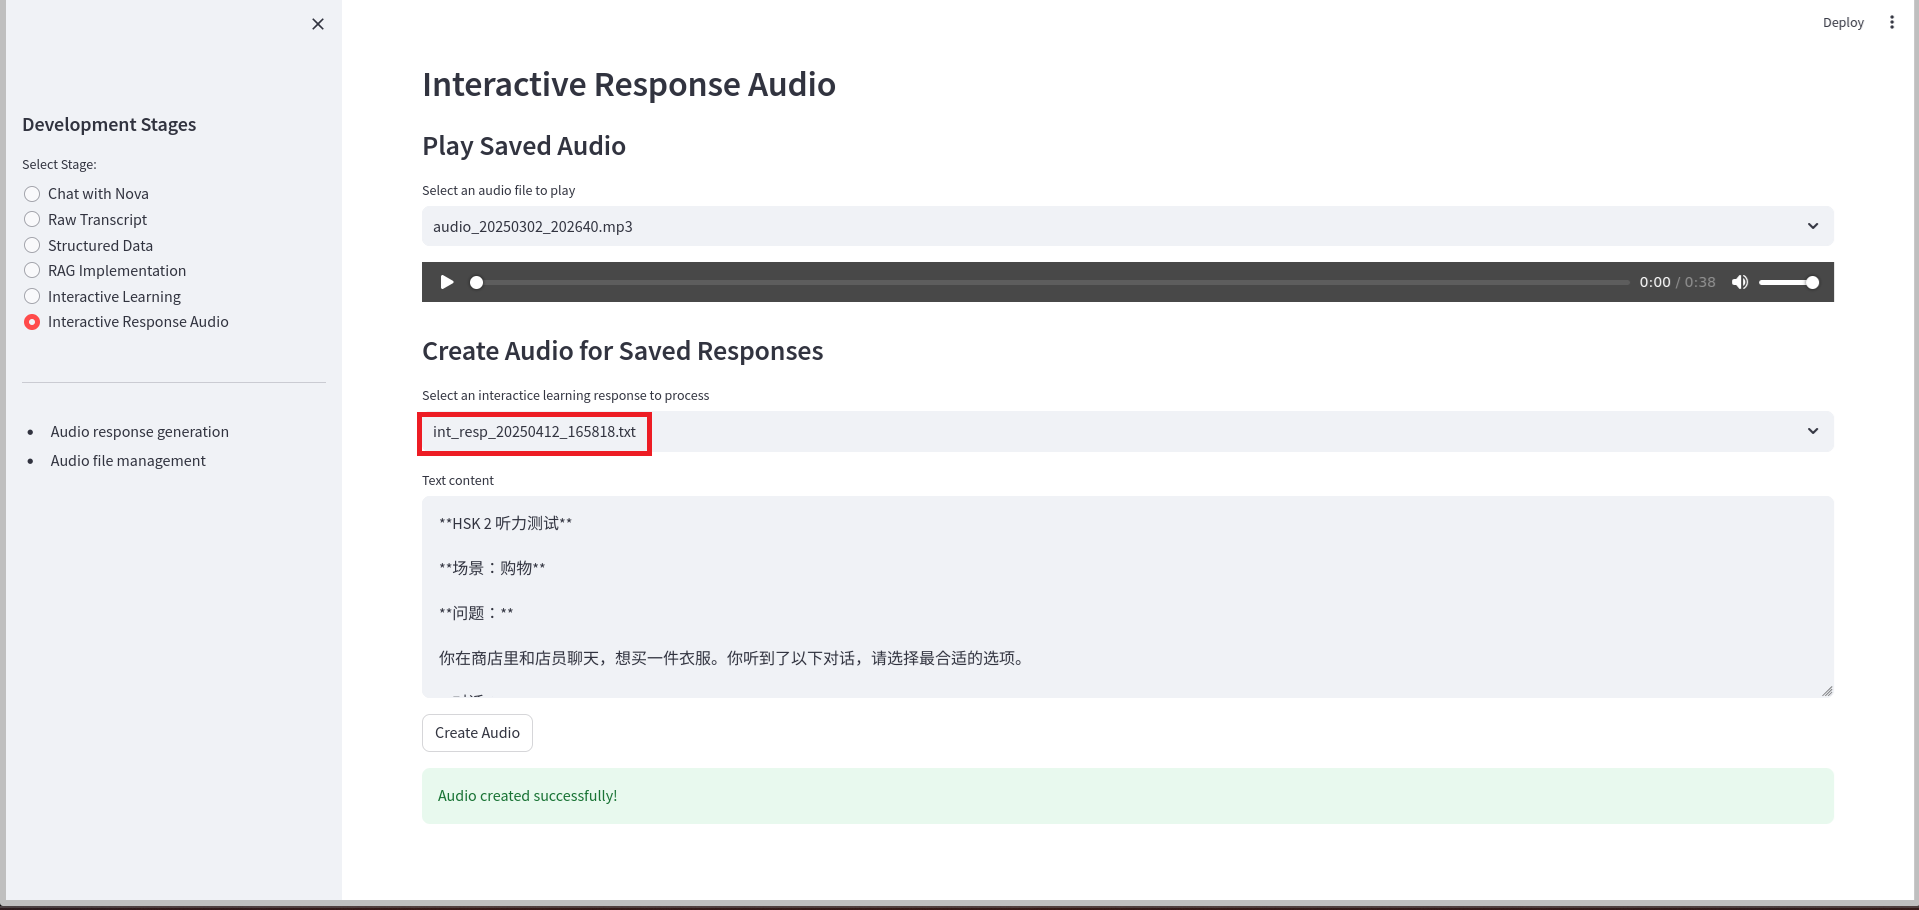 Deploy
Development Stages
Select Stage:
Chat with Nova
Raw Transcript
Structured Data
RAG Implementation
Interactive Learning
Interactive Response Audio
Audio response generation
Audio file management
Interactive Response Audio
Play Saved Audio
Select an audio file to play
audio_20250302_202640.mp3
0:00 / 0:38
Create Audio for Saved Responses
Select an interactice learning response to process
int_resp_20250412_165818.txt
Text content
**HSK 2 听力测试**
**场景：购物**
**问题：**
你在商店里和店员聊天，想买一件衣服。你听到了以下对话，请选择最合适的选项。
Create Audio
Audio created successfully!